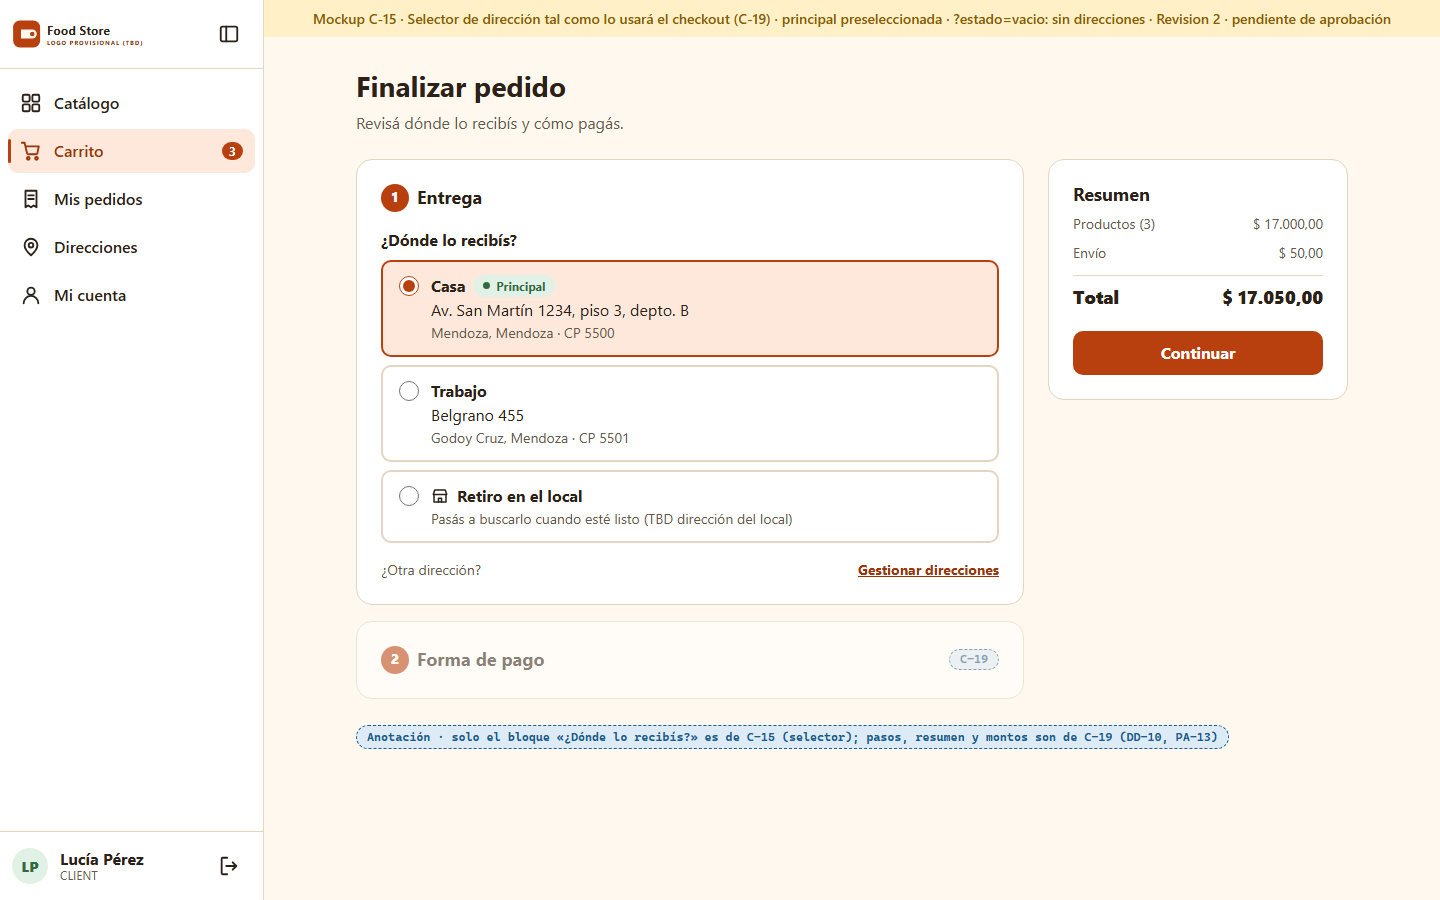 Mockup C-15 · Selector de dirección tal como lo usará el checkout (C-19) · principal preseleccionada · ?estado=vacio: sin direcciones · Revision 2 · pendiente de aprobación
Food Store
LOGO PROVISIONAL (TBD)
Catálogo
Carrito
3
Mis pedidos
Direcciones
Mi cuenta
LP
Lucía Pérez
CLIENT
Finalizar pedido
Revisá dónde lo recibís y cómo pagás.
1
Entrega
¿Dónde lo recibís?
Casa
Principal
Av. San Martín 1234, piso 3, depto. B
Mendoza, Mendoza · CP 5500
Trabajo
Belgrano 455
Godoy Cruz, Mendoza · CP 5501
Retiro en el local
Pasás a buscarlo cuando esté listo (TBD dirección del local)
¿Otra dirección?
Gestionar direcciones
2
Forma de pago
C-19
Anotación · solo el bloque «¿Dónde lo recibís?» es de C-15 (selector); pasos, resumen y montos son de C-19 (DD-10, PA-13)
Resumen
Productos (3)
$ 17.000,00
Envío
$ 50,00
Total
$ 17.050,00
Continuar